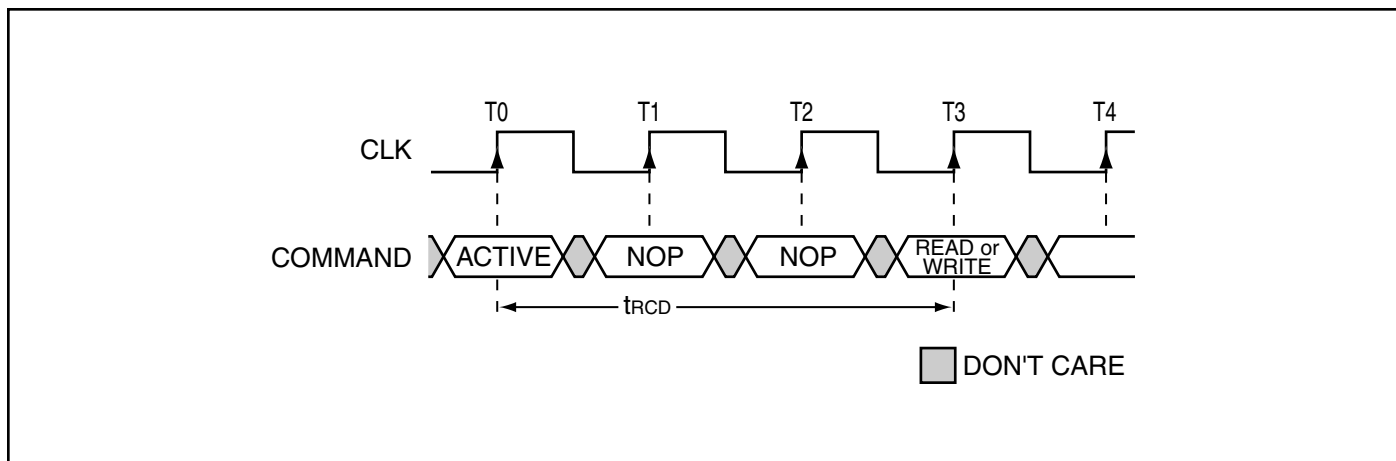 T0 T1 T2 T3 T4
CLK
COMMAND ACTIVE NOP NOP READ or
WRITE
tRCD
DON'T CARE